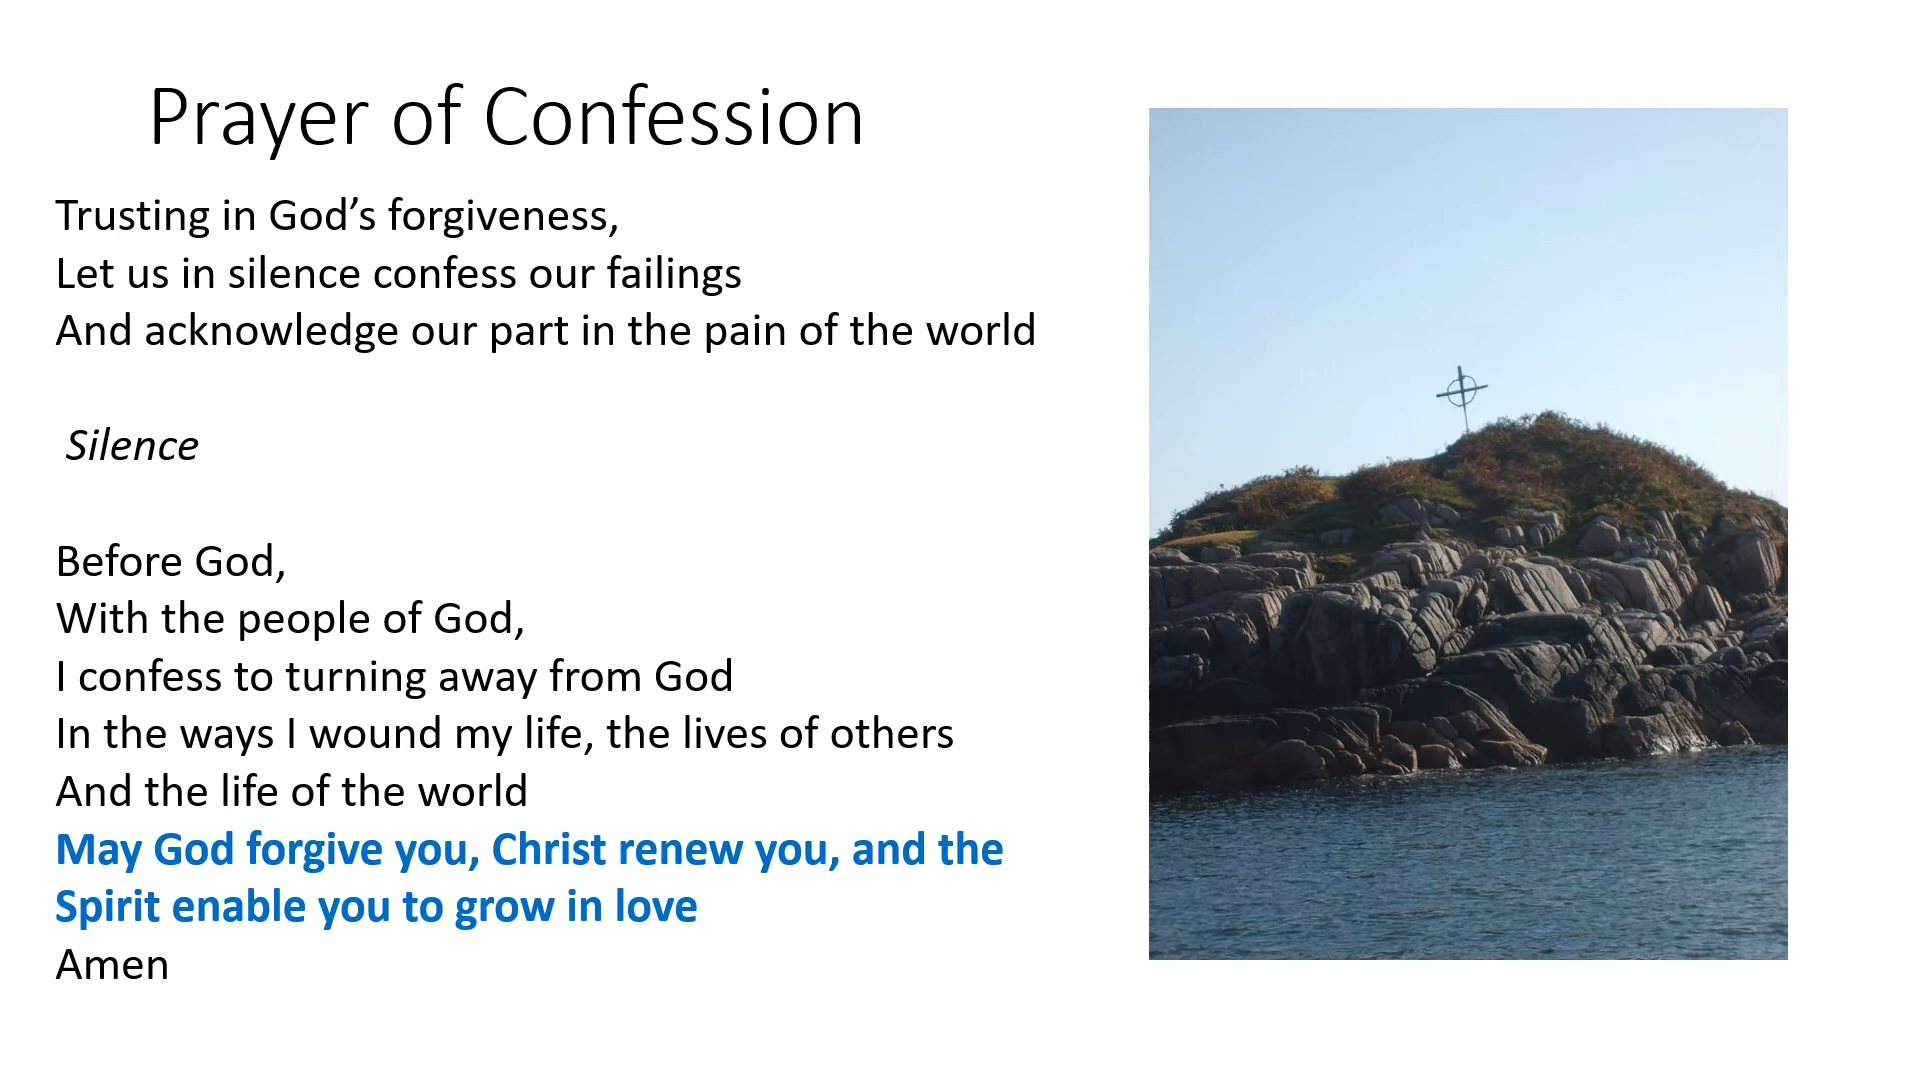 Prayer of Confession
Trusting in God’s forgiveness,
Let us in silence confess our failings
And acknowledge our part in the pain of the world
Silence
Before God,
With the people of God,
I confess to turning away from God
In the ways I wound my life, the lives of others
And the life of the world
May God forgive you, Christ renew you, and the
Spirit enable you to grow in love
Amen